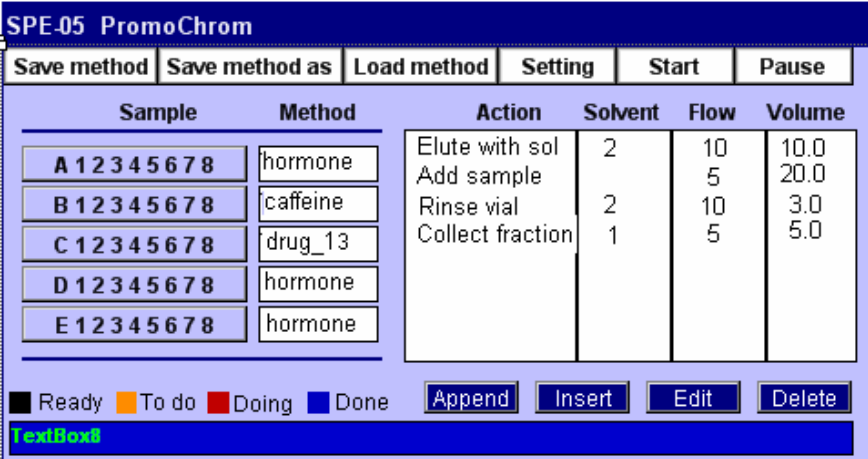 SPE-05 PromoChrom
Save method Save method as Load method Setting Start Pause
Sample Method Action Solvent Flow Volume
A 1 2 3 4 5 6 7 8 hormone
B 1 2 3 4 5 6 7 8 caffeine
C 1 2 3 4 5 6 7 8 drug_13
D 1 2 3 4 5 6 7 8 hormone
E 1 2 3 4 5 6 7 8 hormone
Elute with sol 2 10 10.0
Add sample 5 20.0
Rinse vial 2 10 3.0
Collect fraction 1 5 5.0
Ready To do Doing Done Append Insert Edit Delete
TextBox8